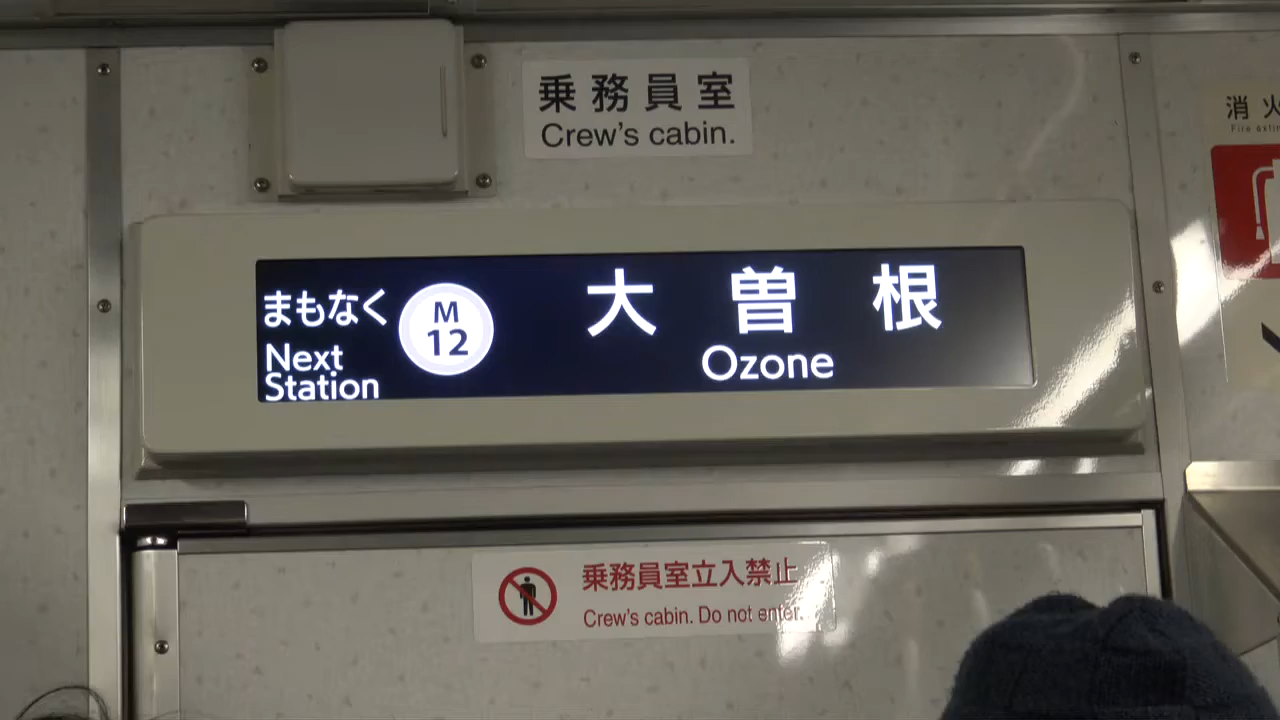 乗務員室
Crew's cabin.
消火
Fire
まもなく
Next
Station
M
12
大曽根
Ozone
乗務員室立入禁止
Crew's cabin. Do not enter.